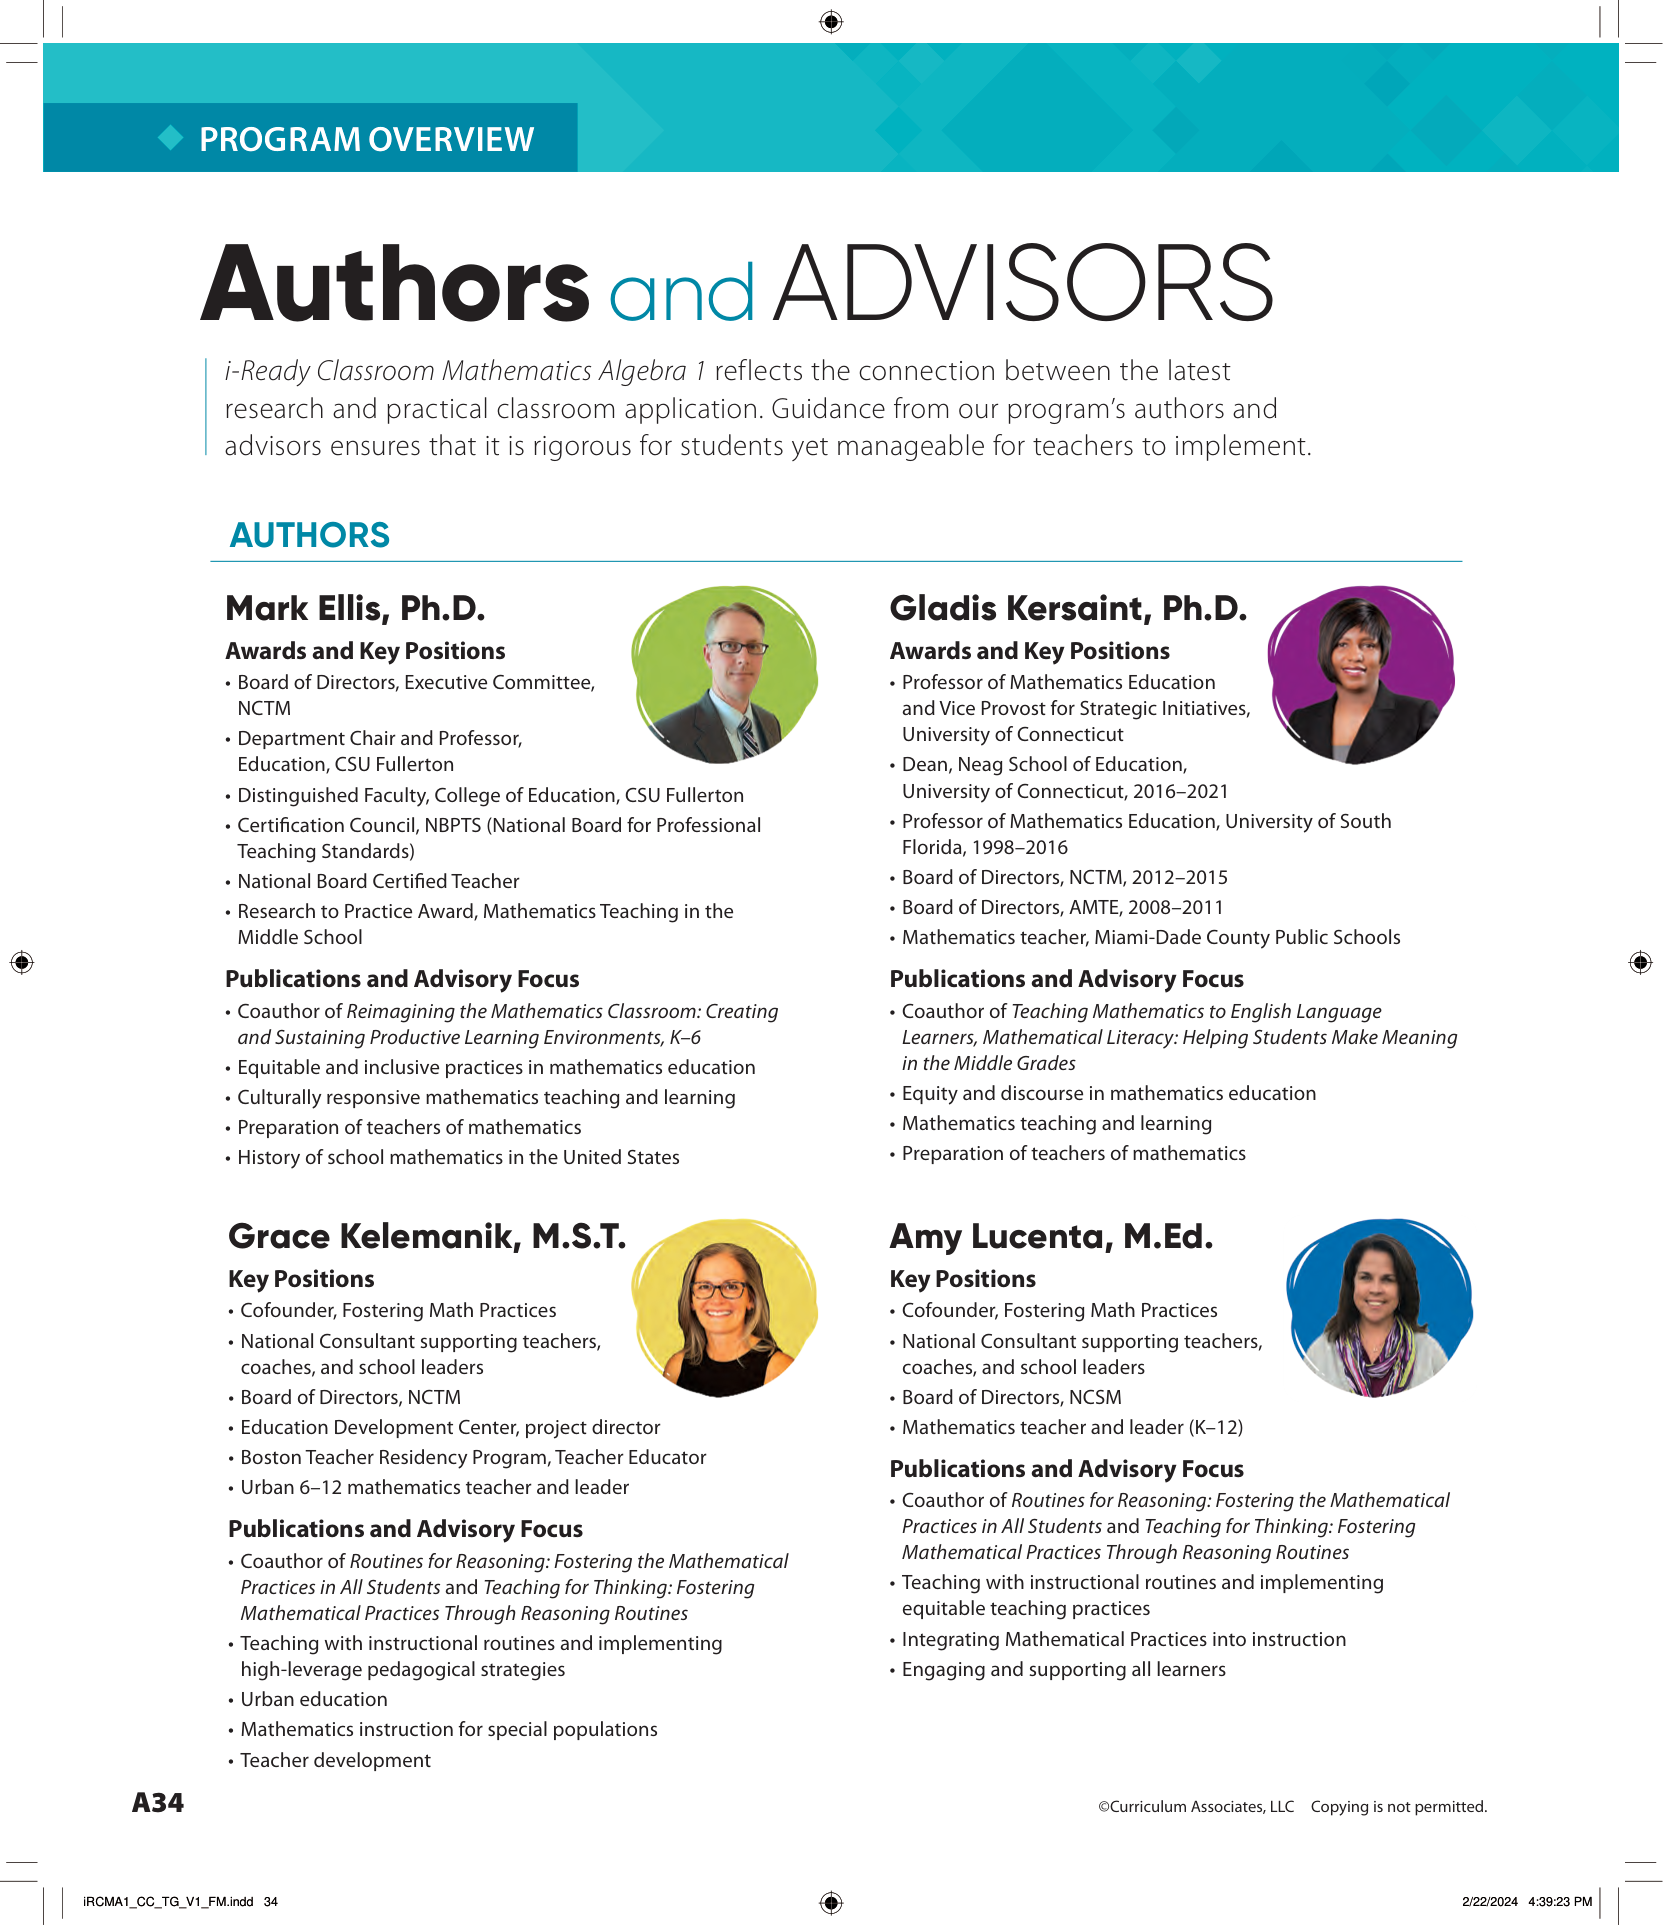 PROGRAM OVERVIEW
Authors and ADVISORS
i-Ready Classroom Mathematics Algebra 1 reflects the connection between the latest
research and practical classroom application. Guidance from our program’s authors and
advisors ensures that it is rigorous for students yet manageable for teachers to implement.
AUTHORS
Mark Ellis, Ph.D.
Awards and Key Positions
• Board of Directors, Executive Committee,
NCTM
• Department Chair and Professor,
Education, CSU Fullerton
• Distinguished Faculty, College of Education, CSU Fullerton
• Certification Council, NBPTS (National Board for Professional
Teaching Standards)
• National Board Certified Teacher
• Research to Practice Award, Mathematics Teaching in the
Middle School
Publications and Advisory Focus
• Coauthor of Reimagining the Mathematics Classroom: Creating
and Sustaining Productive Learning Environments, K–6
• Equitable and inclusive practices in mathematics education
• Culturally responsive mathematics teaching and learning
• Preparation of teachers of mathematics
• History of school mathematics in the United States
Gladis Kersaint, Ph.D.
Awards and Key Positions
• Professor of Mathematics Education
and Vice Provost for Strategic Initiatives,
University of Connecticut
• Dean, Neag School of Education,
University of Connecticut, 2016–2021
• Professor of Mathematics Education, University of South
Florida, 1998–2016
• Board of Directors, NCTM, 2012–2015
• Board of Directors, AMTE, 2008–2011
• Mathematics teacher, Miami-Dade County Public Schools
Publications and Advisory Focus
• Coauthor of Teaching Mathematics to English Language
Learners, Mathematical Literacy: Helping Students Make Meaning
in the Middle Grades
• Equity and discourse in mathematics education
• Mathematics teaching and learning
• Preparation of teachers of mathematics
Grace Kelemanik, M.S.T.
Key Positions
• Cofounder, Fostering Math Practices
• National Consultant supporting teachers,
coaches, and school leaders
• Board of Directors, NCTM
• Education Development Center, project director
• Boston Teacher Residency Program, Teacher Educator
• Urban 6–12 mathematics teacher and leader
Publications and Advisory Focus
• Coauthor of Routines for Reasoning: Fostering the Mathematical
Practices in All Students and Teaching for Thinking: Fostering
Mathematical Practices Through Reasoning Routines
• Teaching with instructional routines and implementing
high-leverage pedagogical strategies
• Urban education
• Mathematics instruction for special populations
• Teacher development
Amy Lucenta, M.Ed.
Key Positions
• Cofounder, Fostering Math Practices
• National Consultant supporting teachers,
coaches, and school leaders
• Board of Directors, NCSM
• Mathematics teacher and leader (K–12)
Publications and Advisory Focus
• Coauthor of Routines for Reasoning: Fostering the Mathematical
Practices in All Students and Teaching for Thinking: Fostering
Mathematical Practices Through Reasoning Routines
• Teaching with instructional routines and implementing
equitable teaching practices
• Integrating Mathematical Practices into instruction
• Engaging and supporting all learners
A34
©Curriculum Associates, LLC Copying is not permitted.
iRCMA1_CC_TG_V1_FM.indd 34
2/22/2024 4:39:23 PM